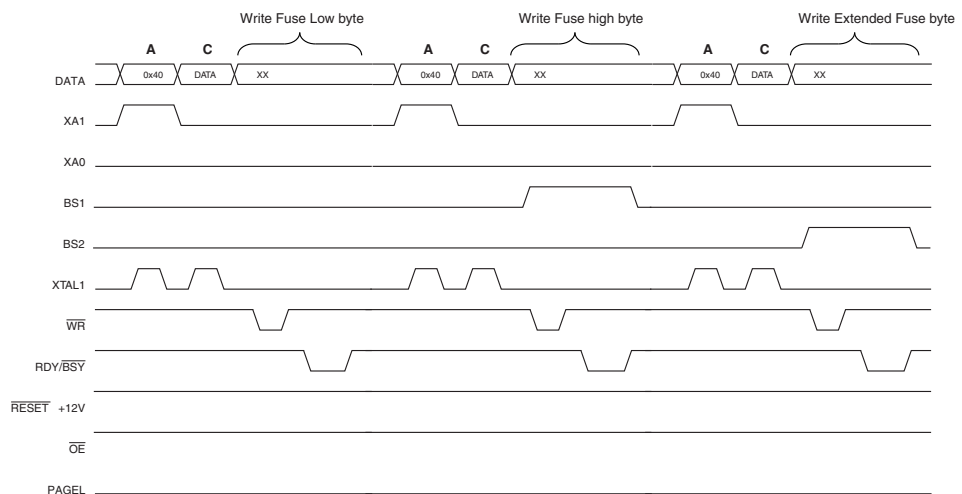 Write Fuse Low byte Write Fuse high byte Write Extended Fuse byte
A C A C A C
DATA 0x40 DATA XX 0x40 DATA XX 0x40 DATA XX
XA1
XA0
BS1
BS2
XTAL1
WR
RDY/BSY
RESET +12V
OE
PAGEL